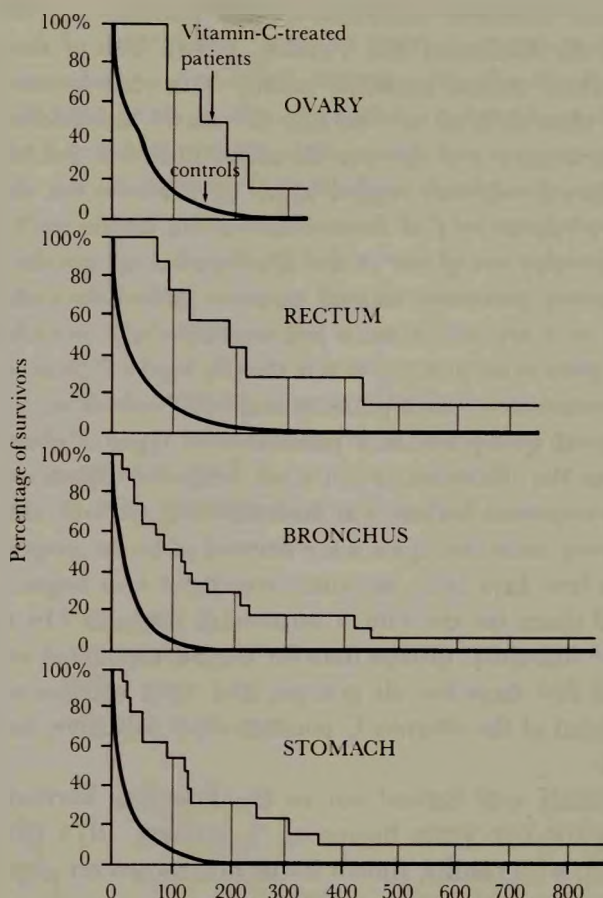 100%
80
60
40
20
0
Vitamin-C-treated
patients
OVARY
controls
100%
80
60
40
20
0
RECTUM
Percentage of survivors
100%
80
60
40
20
0
BRONCHUS
100%
80
60
40
20
0
STOMACH
0 100 200 300 400 500 600 700 800